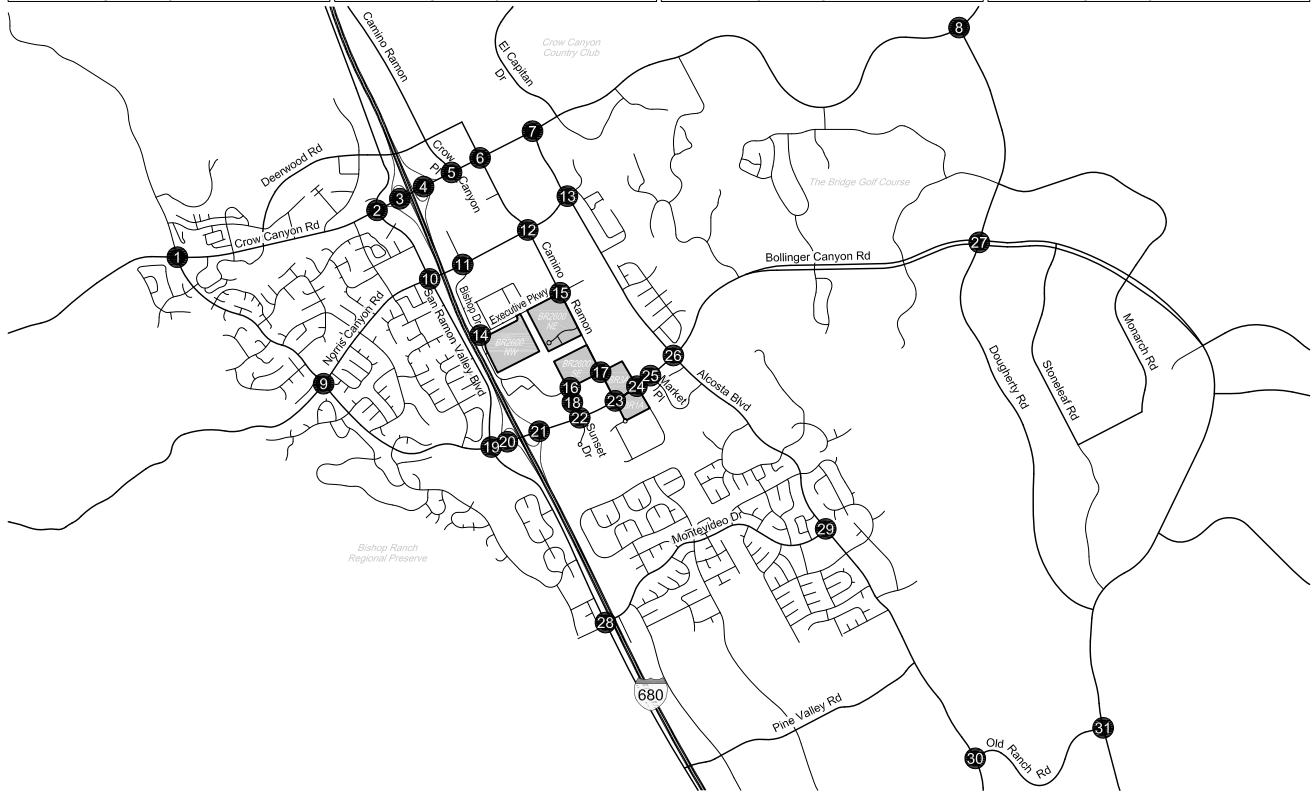 8
Camino Ramon
El Capitan
Dr
Crow Canyon
Country Club
7
Deerwood Rd
Crow Canyon
Pl
6
5
4
3
2
13
The Bridge Golf Course
Crow Canyon Rd
1
12
27
11
10
Bollinger Canyon Rd
Bishop Dr
Camino Ramon
15
Executive Pkwy
San Ramon Valley Blvd
Norris Canyon Rd
14
BR2600
NE
BR2600
NW
26
Monarch Rd
9
17
BR2600
SE
16
25
24
Market
Pl
Alcosta Blvd
Dougherty Rd
Stoneleaf Rd
18
23
22
21
20
19
Sunset
Dr
29
Montevideo Dr
Bishop Ranch
Regional Preserve
28
680
Pine Valley Rd
31
30
Old Ranch Rd